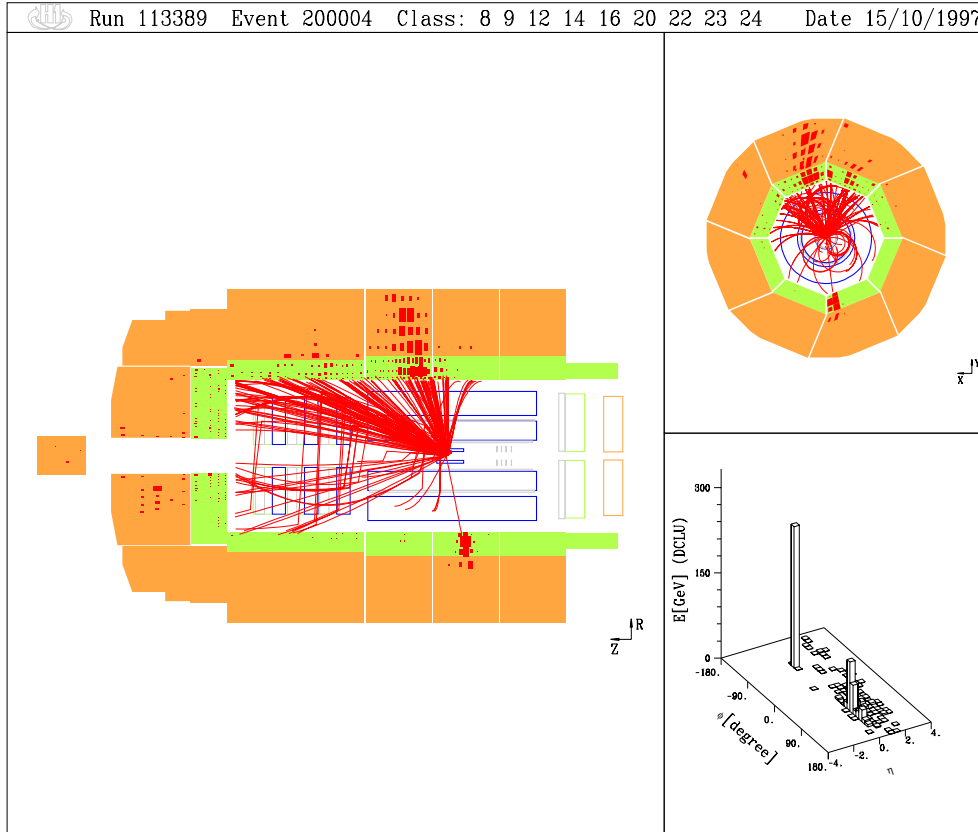 Run 113389 Event 200004 Class: 8 9 12 14 16 20 22 23 24 Date 15/10/1997
Y
X
R
Z
E[GeV] (DCLU)
300
150
0
-180.
-90.
0.
90.
180.
ϕ[degree]
-4.
-2.
0.
2.
4.
η